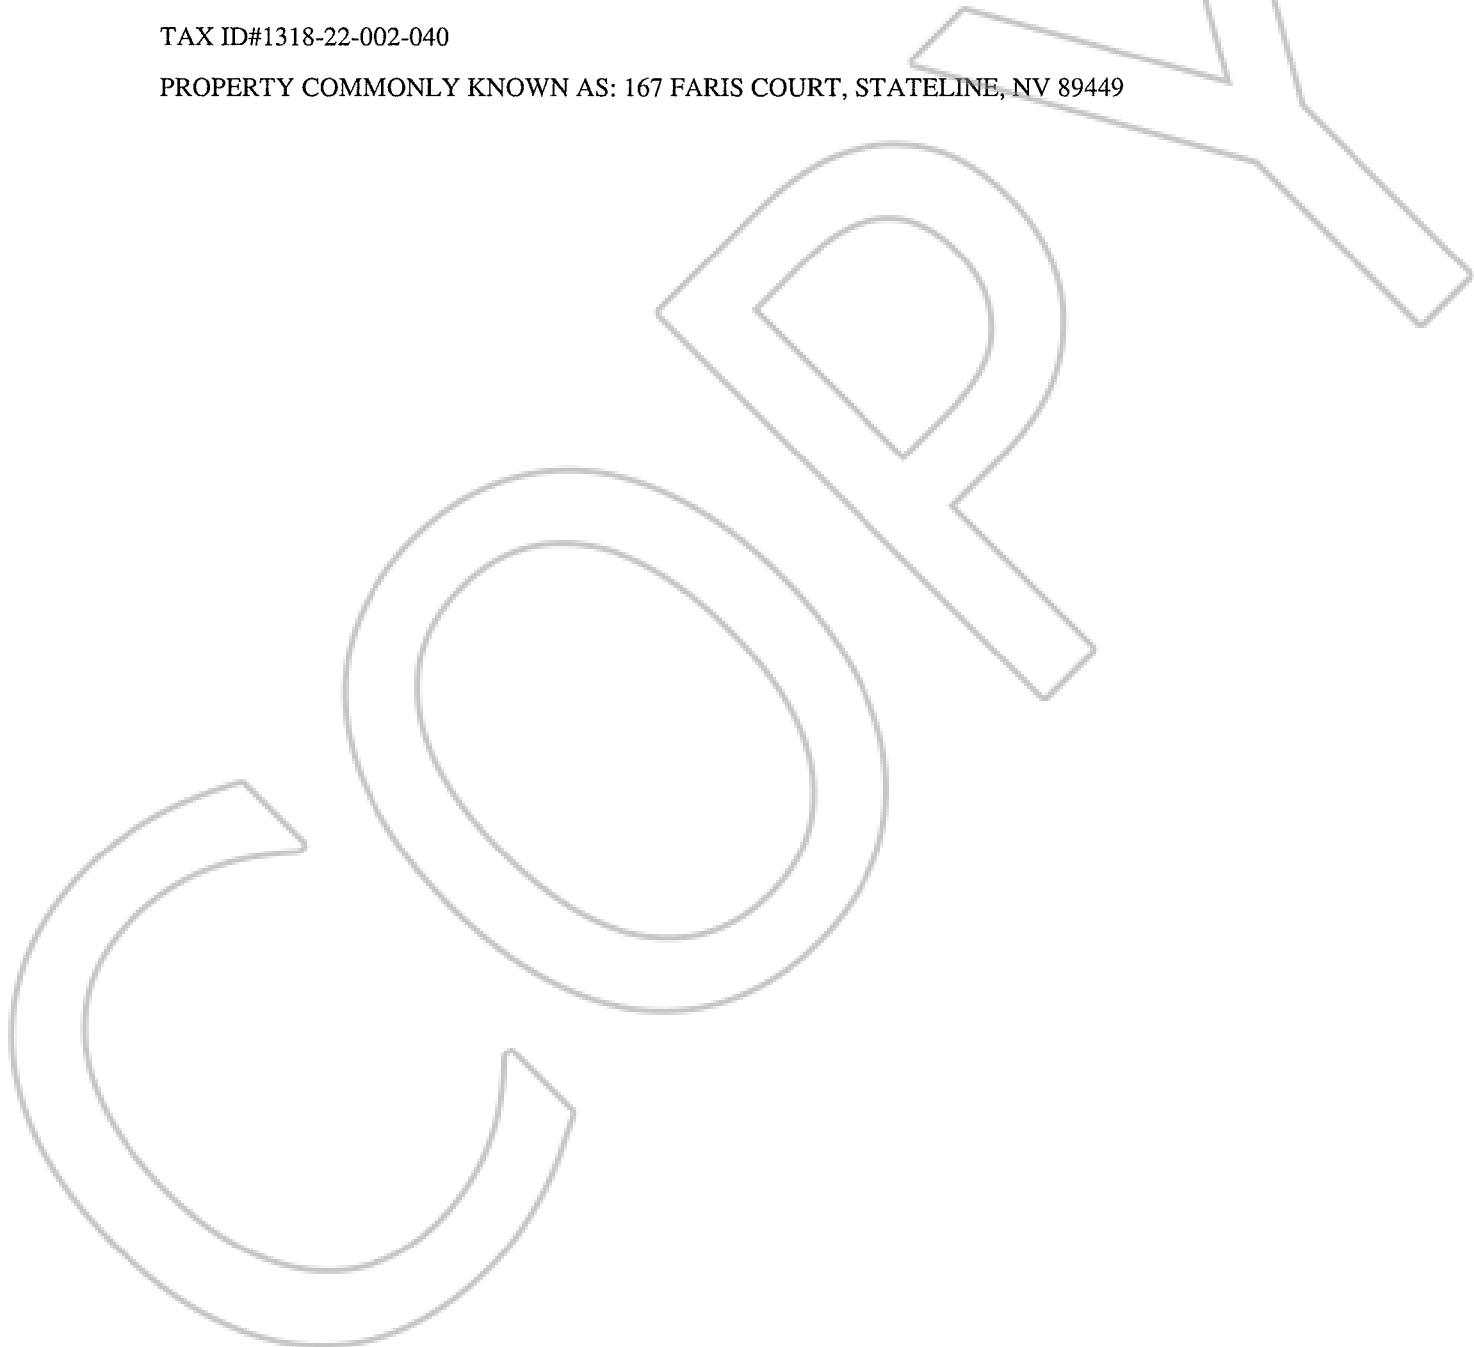 TAX ID#1318-22-002-040
PROPERTY COMMONLY KNOWN AS: 167 FARIS COURT, STATELINE, NV 89449
COPY